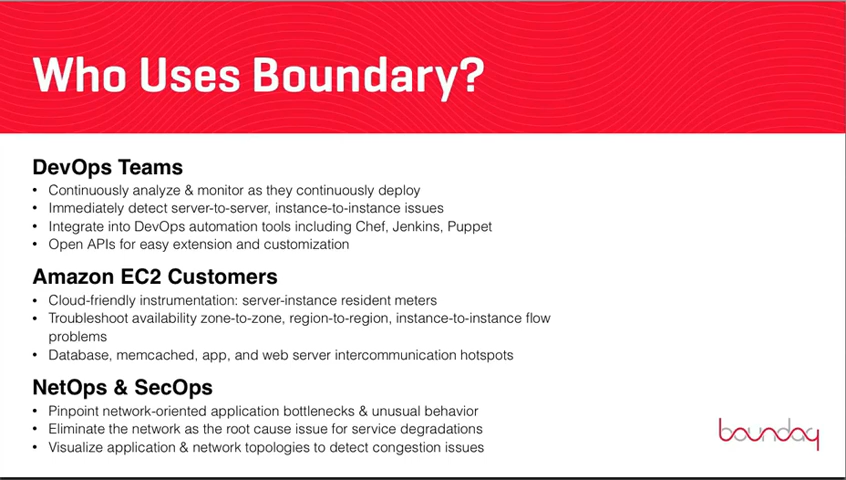 Who Uses Boundary?
DevOps Teams
• Continuously analyze & monitor as they continuously deploy
• Immediately detect server-to-server, instance-to-instance issues
• Integrate into DevOps automation tools including Chef, Jenkins, Puppet
• Open APIs for easy extension and customization
Amazon EC2 Customers
• Cloud-friendly instrumentation: server-instance resident meters
• Troubleshoot availability zone-to-zone, region-to-region, instance-to-instance flow
problems
• Database, memcached, app, and web server intercommunication hotspots
NetOps & SecOps
• Pinpoint network-oriented application bottlenecks & unusual behavior
• Eliminate the network as the root cause issue for service degradations
• Visualize application & network topologies to detect congestion issues
boundary